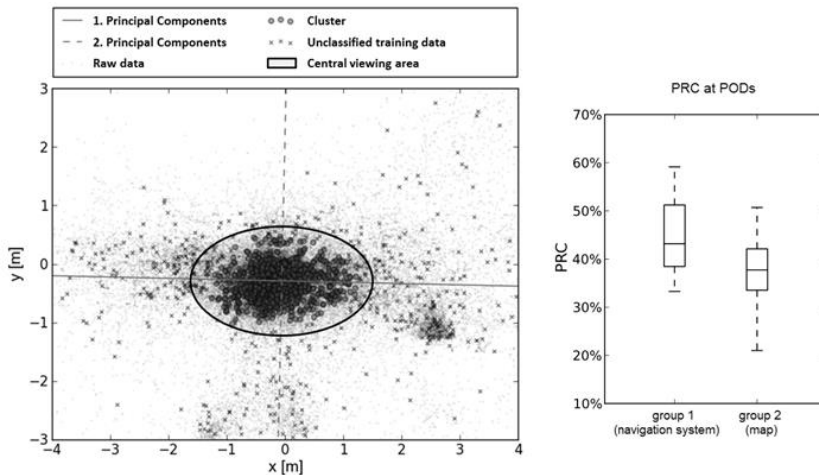 1. Principal Components
Cluster
2. Principal Components
Unclassified training data
Raw data
Central viewing area
3
2
1
0
−1
−2
−3
y [m]
−4
−3
−2
−1
0
1
2
3
4
x [m]
PRC at PODs
70%
60%
50%
40%
30%
20%
10%
PRC
group 1
(navigation system)
group 2
(map)